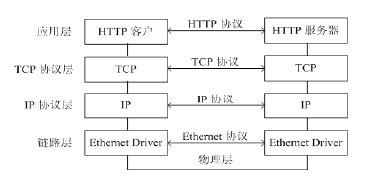 应用层 HTTP 客户 HTTP 协议 HTTP 服务器
TCP 协议层 TCP TCP 协议 TCP
IP 协议层 IP IP 协议 IP
链路层 Ethernet Driver Ethernet 协议 Ethernet Driver
物理层